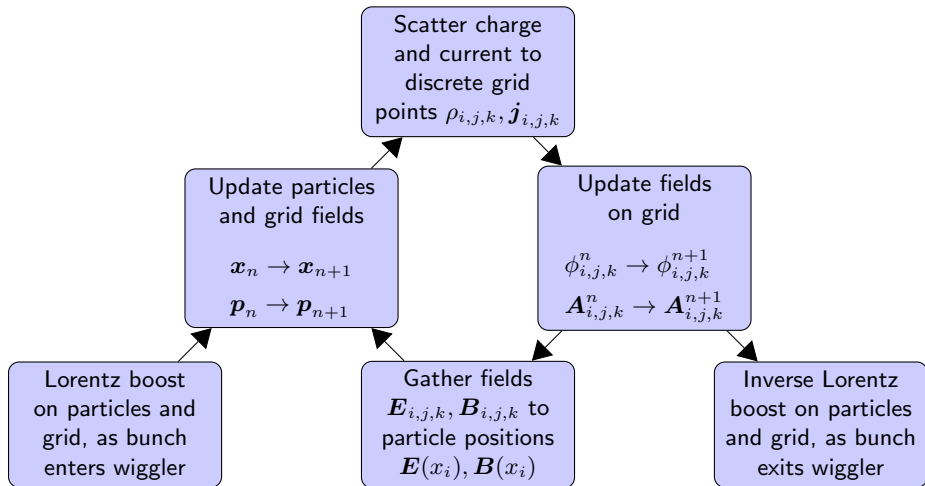 Scatter charge
and current to
discrete grid
points ρ_{i,j,k}, j_{i,j,k}
Update particles
and grid fields
x_n → x_{n+1}
p_n → p_{n+1}
Update fields
on grid
ϕ^n_{i,j,k} → ϕ^{n+1}_{i,j,k}
A^n_{i,j,k} → A^{n+1}_{i,j,k}
Lorentz boost
on particles and
grid, as bunch
enters wiggler
Gather fields
E_{i,j,k}, B_{i,j,k} to
particle positions
E(x_i), B(x_i)
Inverse Lorentz
boost on particles
and grid, as bunch
exits wiggler